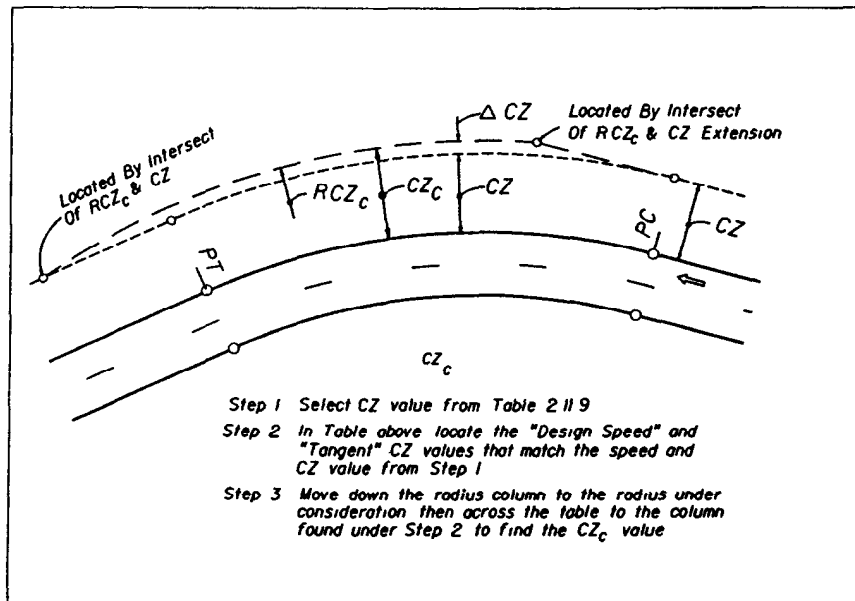 Δ CZ
Located By Intersect
Of RCZc & CZ Extension
Located By Intersect
Of RCZc & CZ
RCZc
CZc
CZ
PC
CZ
PT
CZc
Step 1 Select CZ value from Table 2 11 9
Step 2 In Table above locate the "Design Speed" and
"Tangent" CZ values that match the speed and
CZ value from Step 1
Step 3 Move down the radius column to the radius under
consideration then across the table to the column
found under Step 2 to find the CZc value